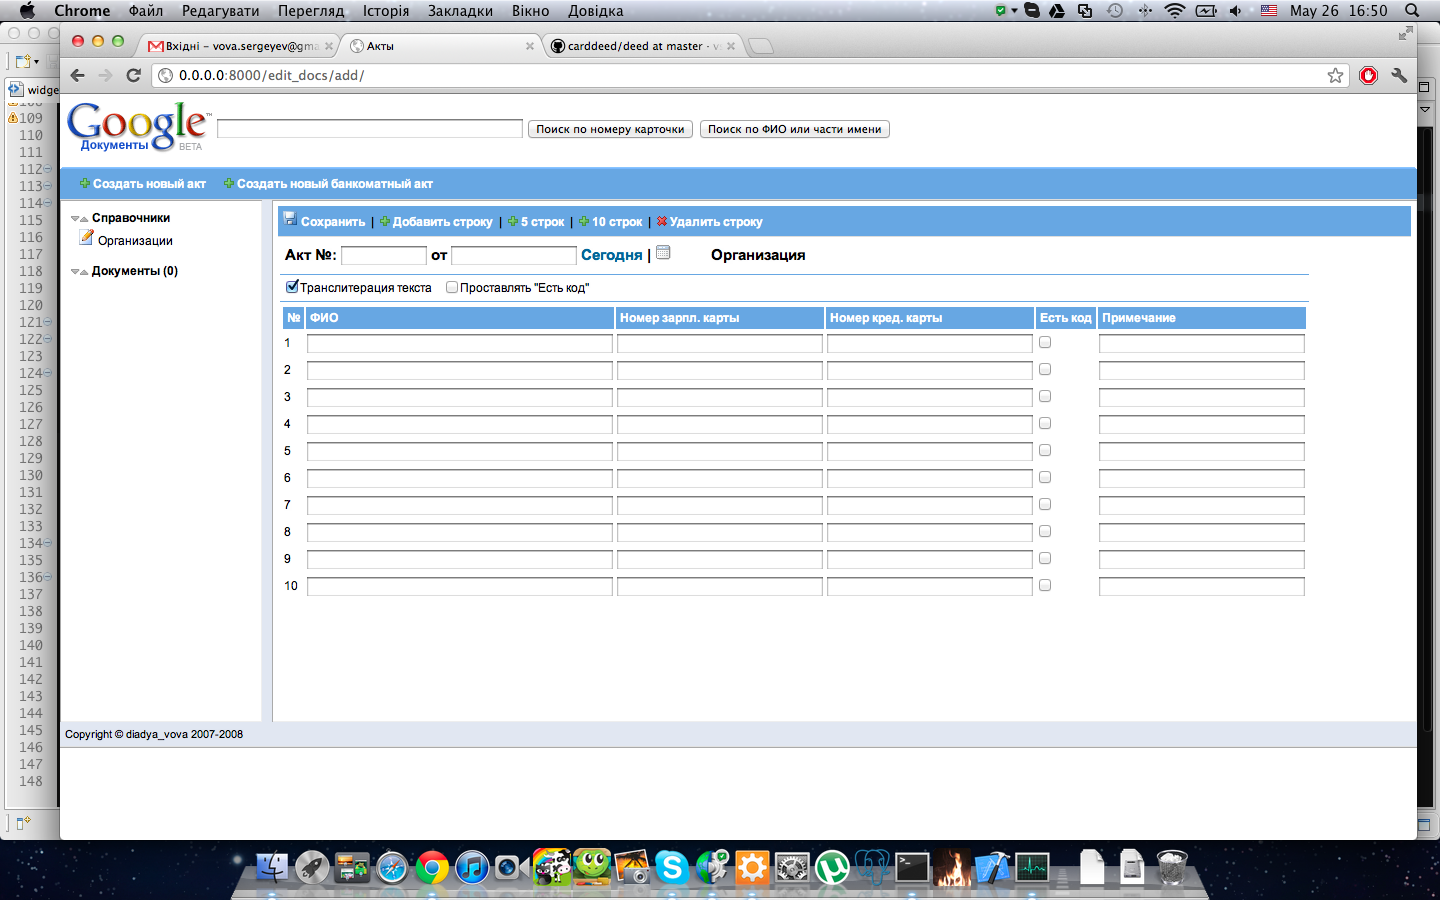 Chrome Файл Редагувати Перегляд Історія Закладки Вікно Довідка May 26 16:50
Вхідні - vova.sergeyev@gma
Акты
carddeed/deed at master · v
0.0.0.0:8000/edit_docs/add/
widge
Google™
Документы BETA
Поиск по номеру карточки Поиск по ФИО или части имени
Создать новый акт Создать новый банкоматный акт
Справочники
Организации
Документы (0)
Сохранить | Добавить строку | 5 строк | 10 строк | Удалить строку
Акт №: от Сегодня | Организация
Транслитерация текста Проставлять "Есть код"
№ ФИО Номер зарпл. карты Номер кред. карты Есть код Примечание
1
2
3
4
5
6
7
8
9
10
Copyright © diadya_vova 2007-2008
109
110
111
112
113
114
115
116
117
118
119
120
121
122
123
124
125
126
127
128
129
130
131
132
133
134
135
136
137
138
139
140
141
142
143
144
145
146
147
148